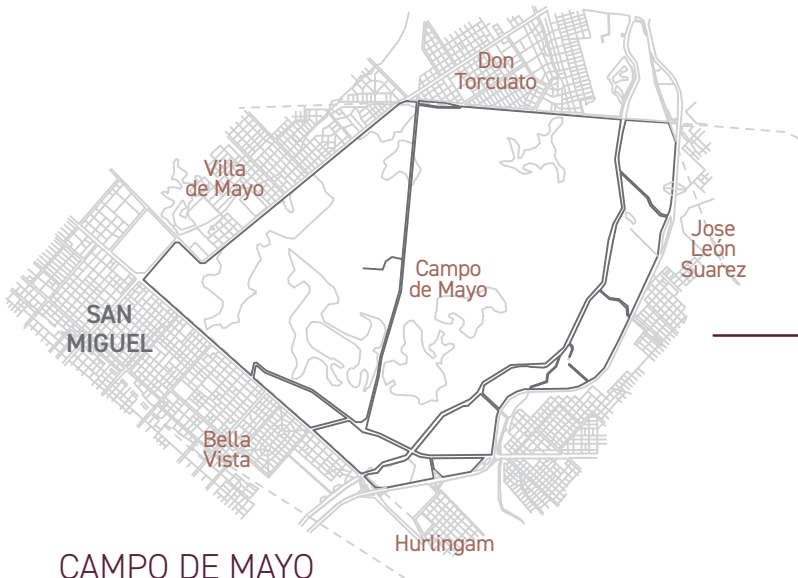 Don
Torcuato
Villa
de Mayo
Jose
León
Suarez
Campo
de Mayo
SAN
MIGUEL
Bella
Vista
Hurlingam
CAMPO DE MAYO